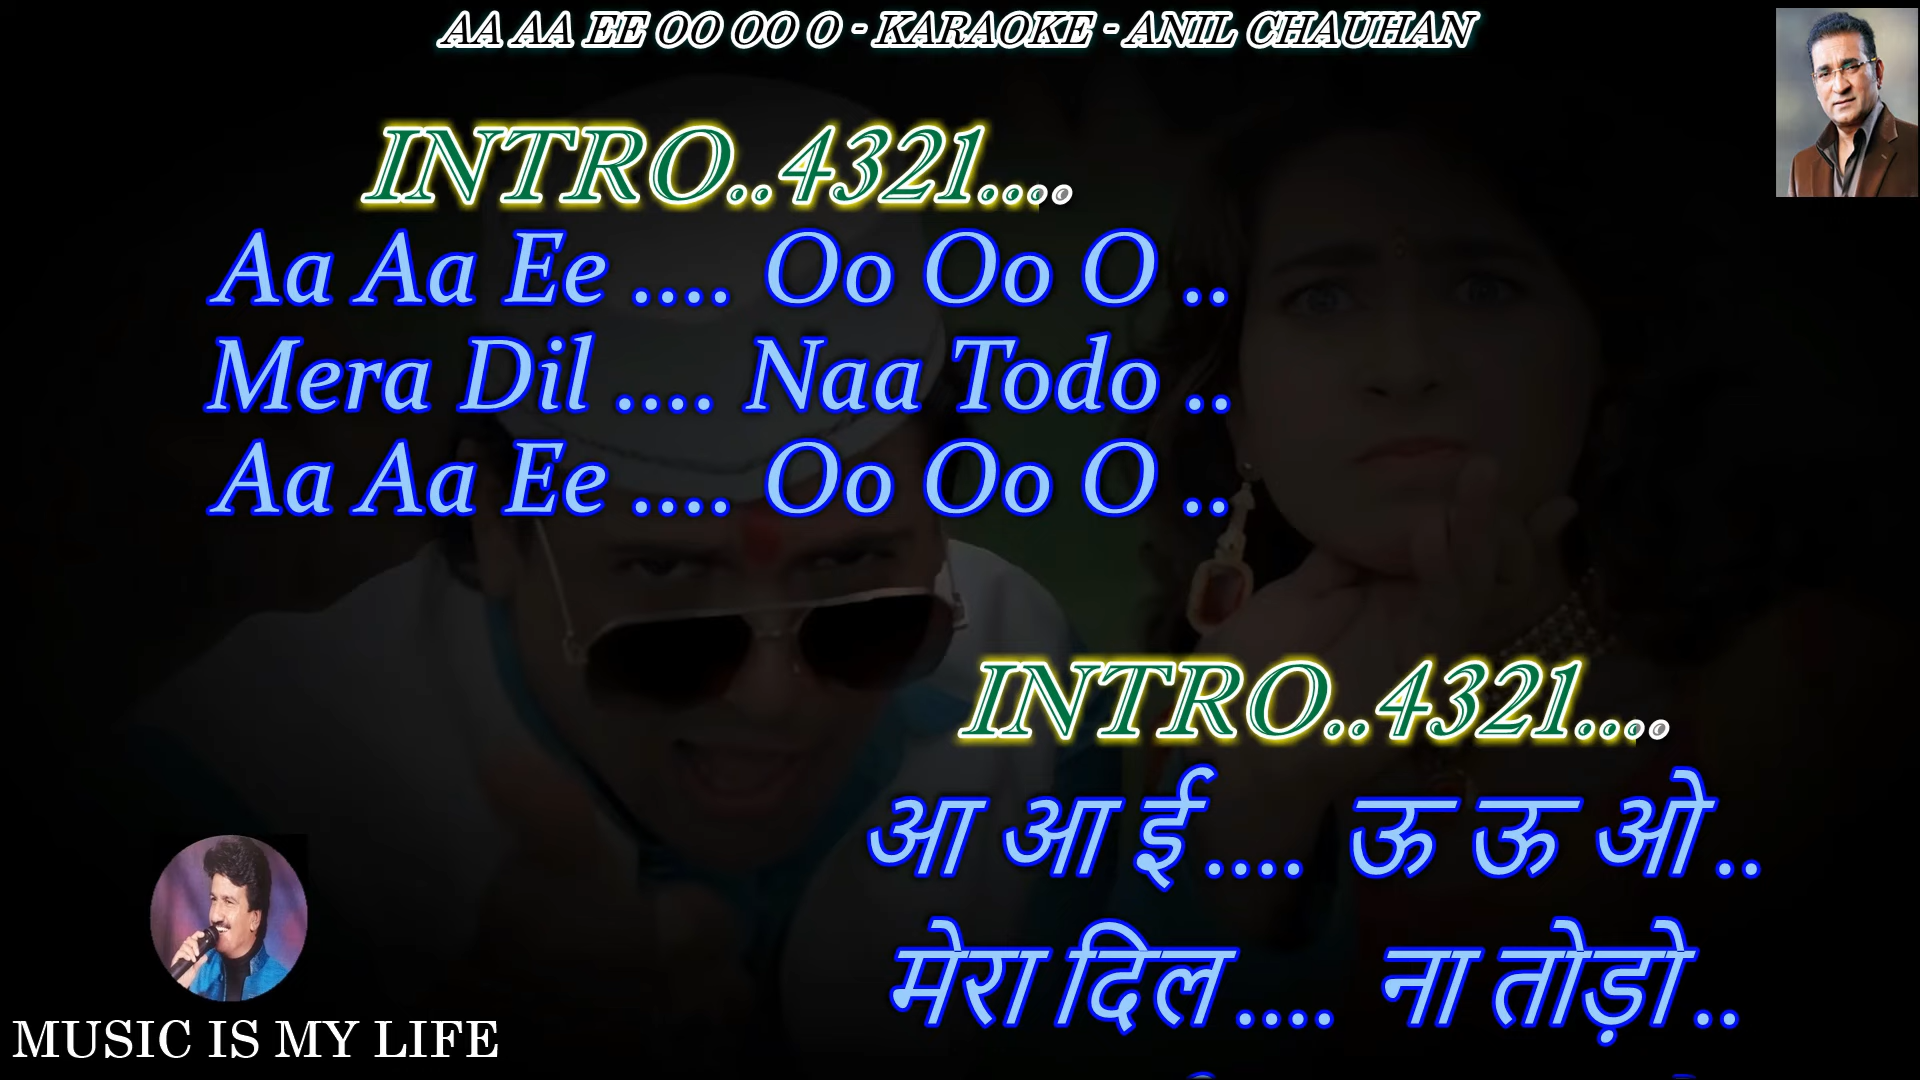 AA AA EE OO OO O - KARAOKE - ANIL CHAUHAN
INTRO..4321....
Aa Aa Ee .... Oo Oo O ..
Mera Dil .... Naa Todo ..
Aa Aa Ee .... Oo Oo O ..
INTRO..4321....
आ आ ई .... ऊ ऊ ओ ..
मेरा दिल .... ना तोड़ो ..
MUSIC IS MY LIFE